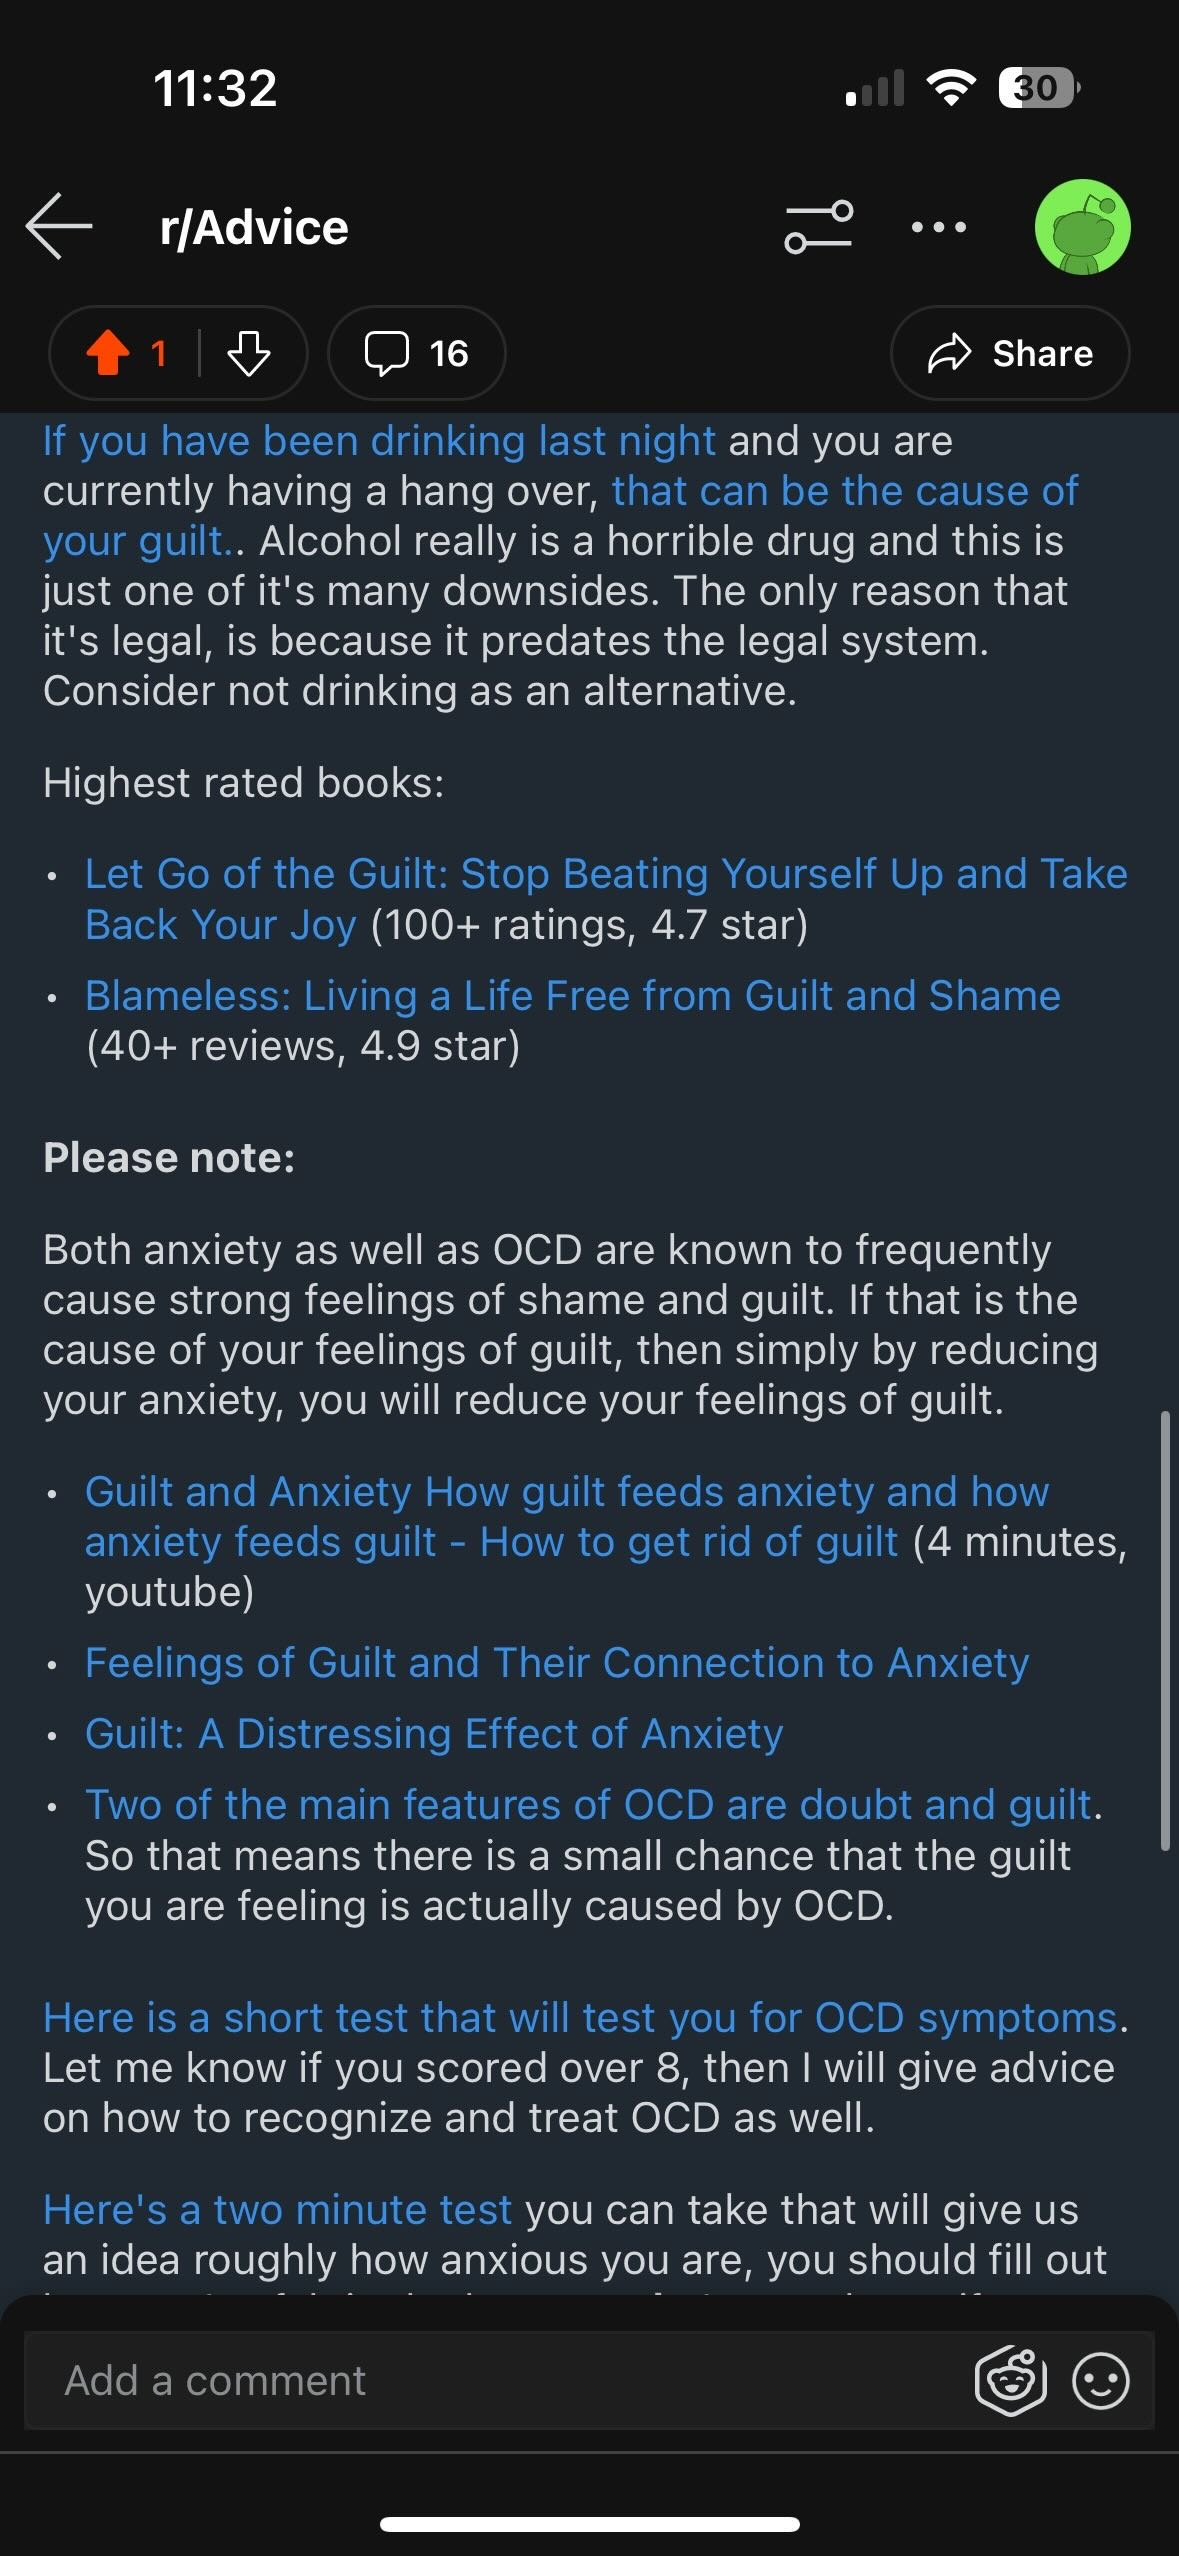 11:32
30
r/Advice
1
16
Share
If you have been drinking last night and you are
currently having a hang over, that can be the cause of
your guilt.. Alcohol really is a horrible drug and this is
just one of it's many downsides. The only reason that
it's legal, is because it predates the legal system.
Consider not drinking as an alternative.
Highest rated books:
• Let Go of the Guilt: Stop Beating Yourself Up and Take
Back Your Joy (100+ ratings, 4.7 star)
• Blameless: Living a Life Free from Guilt and Shame
(40+ reviews, 4.9 star)
Please note:
Both anxiety as well as OCD are known to frequently
cause strong feelings of shame and guilt. If that is the
cause of your feelings of guilt, then simply by reducing
your anxiety, you will reduce your feelings of guilt.
• Guilt and Anxiety How guilt feeds anxiety and how
anxiety feeds guilt - How to get rid of guilt (4 minutes,
youtube)
• Feelings of Guilt and Their Connection to Anxiety
• Guilt: A Distressing Effect of Anxiety
• Two of the main features of OCD are doubt and guilt.
So that means there is a small chance that the guilt
you are feeling is actually caused by OCD.
Here is a short test that will test you for OCD symptoms.
Let me know if you scored over 8, then I will give advice
on how to recognize and treat OCD as well.
Here's a two minute test you can take that will give us
an idea roughly how anxious you are, you should fill out
Add a comment